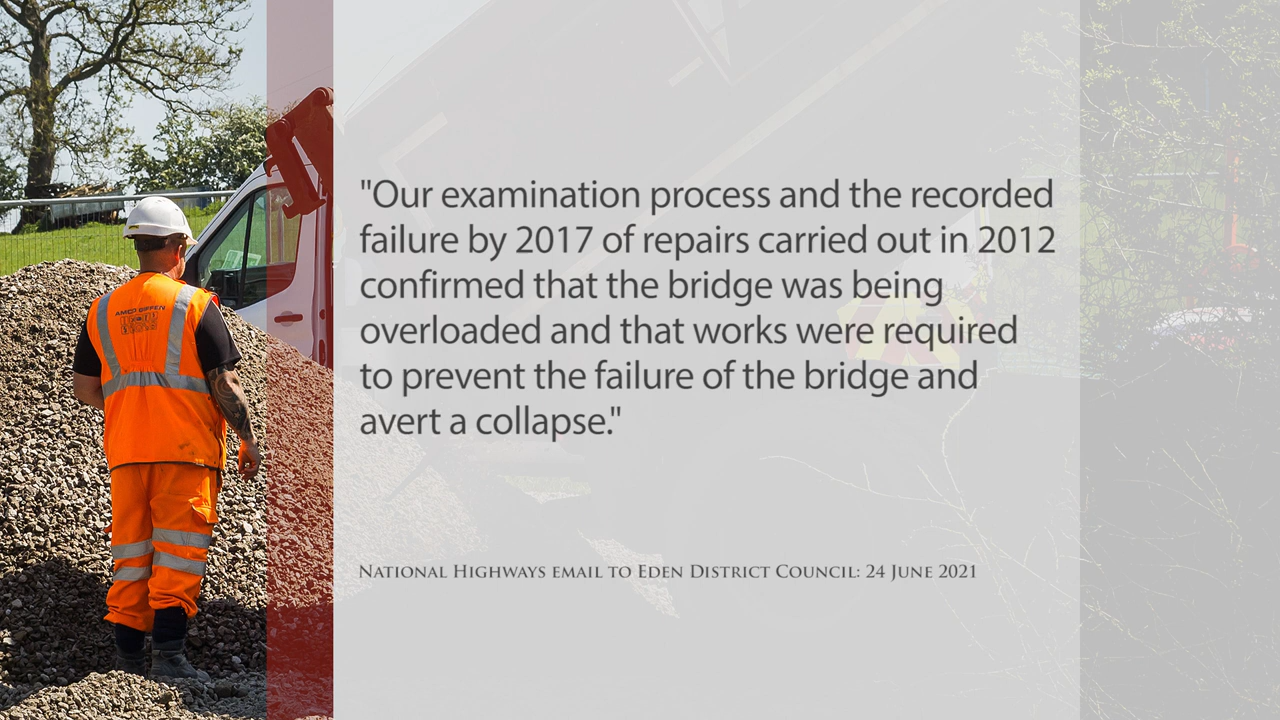 "Our examination process and the recorded
failure by 2017 of repairs carried out in 2012
confirmed that the bridge was being
overloaded and that works were required
to prevent the failure of the bridge and
avert a collapse."
National Highways email to Eden District Council: 24 June 2021
AMCO GIFFEN